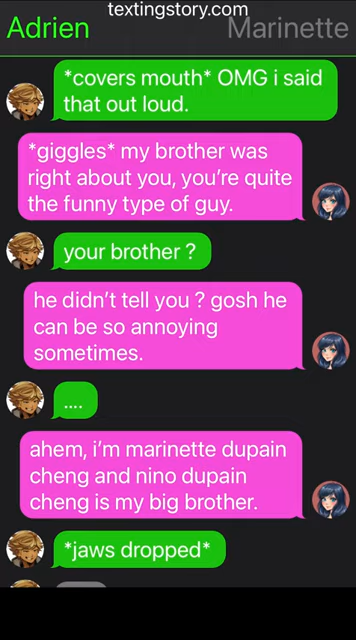 textingstory.com
Adrien Marinette
*covers mouth* OMG i said
that out loud.
*giggles* my brother was
right about you, you're quite
the funny type of guy.
your brother ?
he didn't tell you ? gosh he
can be so annoying
sometimes.
....
ahem, i'm marinette dupain
cheng and nino dupain
cheng is my big brother.
*jaws dropped*